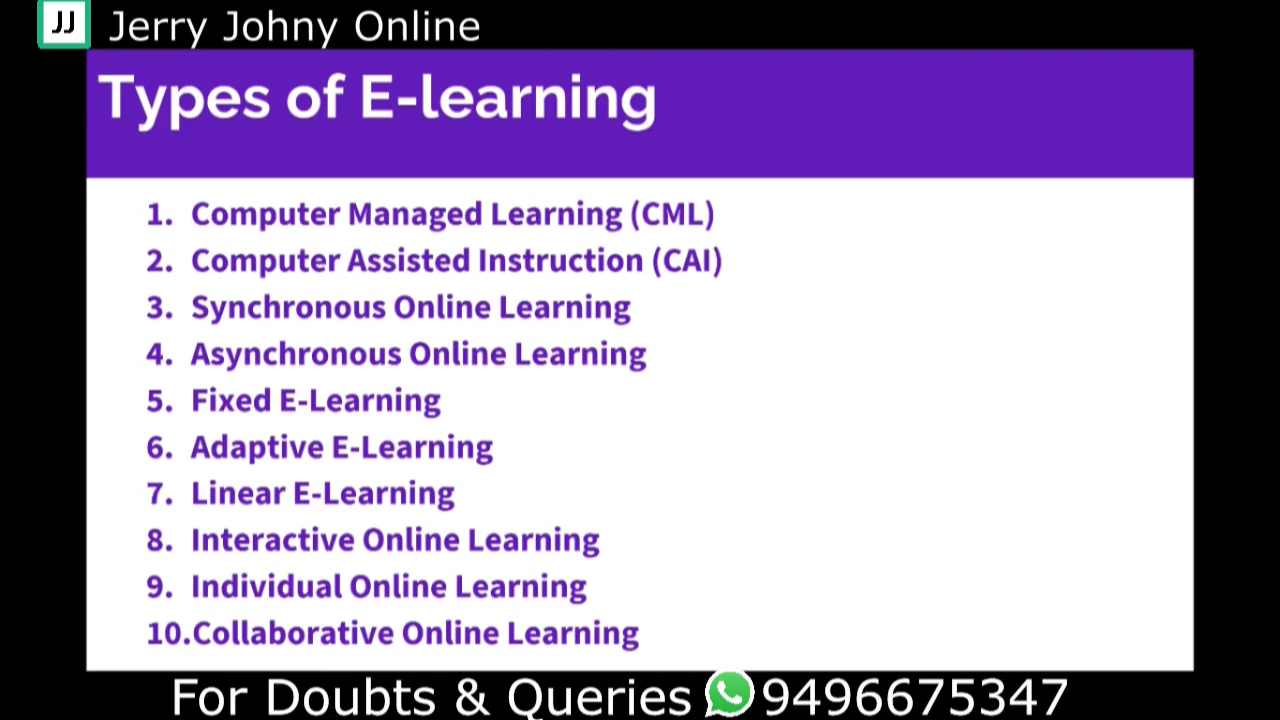 JJ Jerry Johny Online
Types of E-learning
1. Computer Managed Learning (CML)
2. Computer Assisted Instruction (CAI)
3. Synchronous Online Learning
4. Asynchronous Online Learning
5. Fixed E-Learning
6. Adaptive E-Learning
7. Linear E-Learning
8. Interactive Online Learning
9. Individual Online Learning
10.Collaborative Online Learning
For Doubts & Queries 9496675347